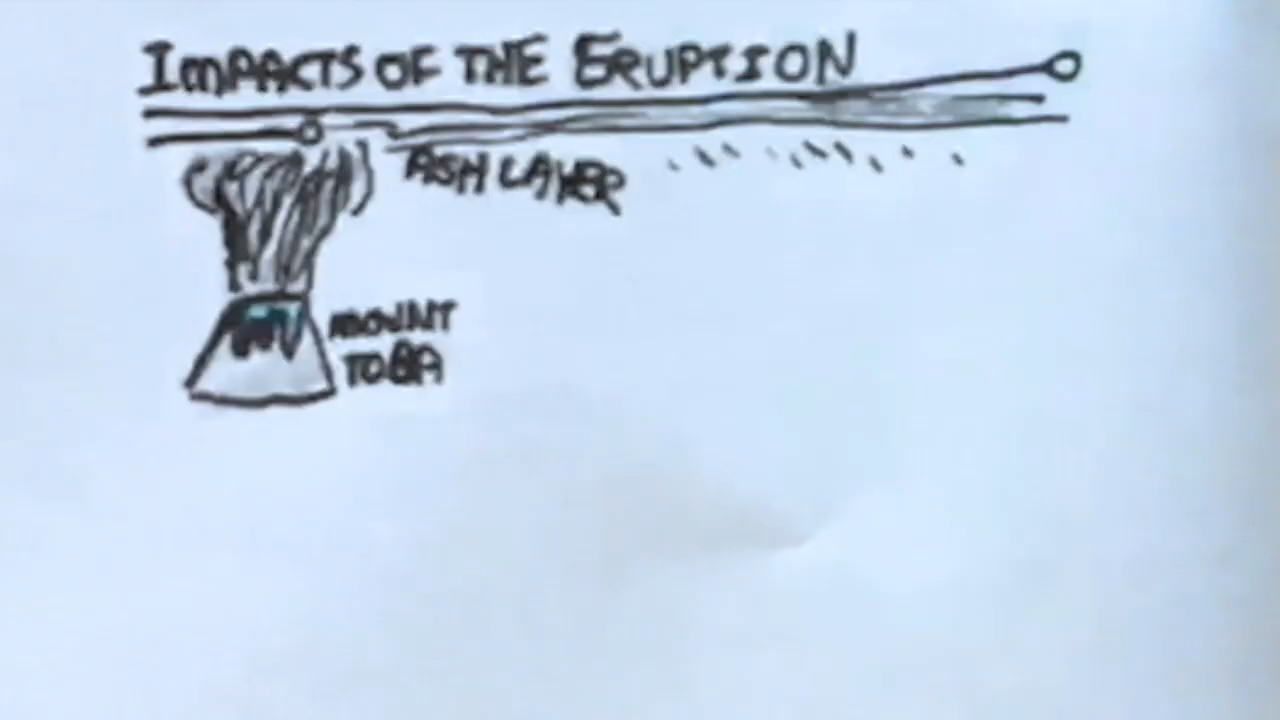 IMPACTS OF THE ERUPTION
ASH LAYER
MOUNT
TOBA